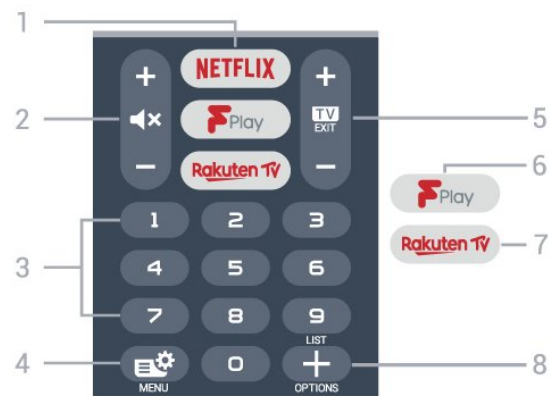 1
+ NETFLIX +
2 Play TV EXIT 5
− Rakuten TV − 6
Play
1 2 3
Rakuten TV 7
3 4 5 6
7 8 9
LIST
4 0 + 8
MENU OPTIONS